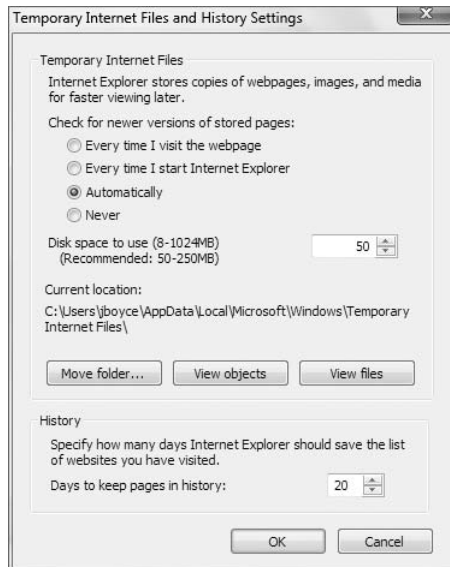 Temporary Internet Files and History Settings
Temporary Internet Files
Internet Explorer stores copies of webpages, images, and media
for faster viewing later.
Check for newer versions of stored pages:
Every time I visit the webpage
Every time I start Internet Explorer
Automatically
Never
Disk space to use (8-1024MB)
50
(Recommended: 50-250MB)
Current location:
C:\Users\jboyce\AppData\Local\Microsoft\Windows\Temporary
Internet Files\
Move folder...
View objects
View files
History
Specify how many days Internet Explorer should save the list
of websites you have visited.
Days to keep pages in history:
20
OK
Cancel